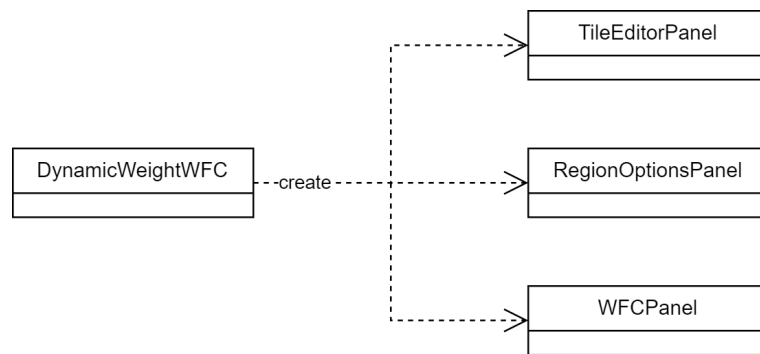 TileEditorPanel
DynamicWeightWFC
create
RegionOptionsPanel
WFCPanel